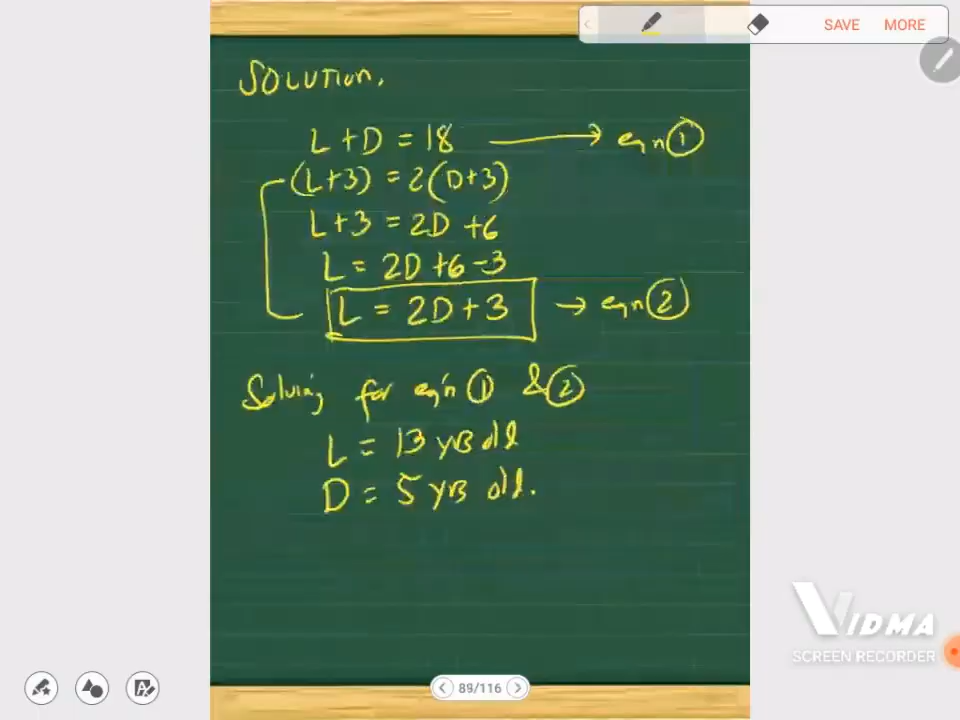 SAVE MORE
SOLUTION.
L + D = 18 → eqn ①
(L+3) = 2(D+3)
L+3 = 2D +6
L = 2D +6 -3
L = 2D + 3 → eqn ②
Solving for eq'n ① & ②
L = 13 yrs old
D = 5 yrs old.
VIDMA
SCREEN RECORDER
89/116